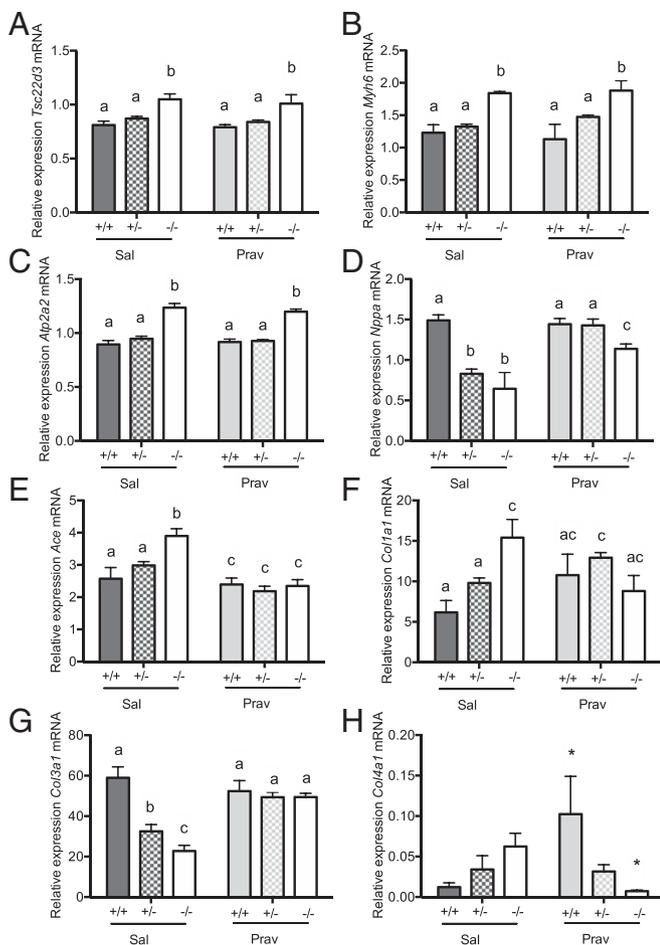 A
Relative expression Tsc22d3 mRNA
1.5
1.0
0.5
0.0
a a b a a b
+/+ +/- -/- +/+ +/- -/-
Sal Prav
B
Relative expression Myh6 mRNA
2.5
2.0
1.5
1.0
0.5
0.0
a a b a a b
+/+ +/- -/- +/+ +/- -/-
Sal Prav
C
Relative expression Atp2a2 mRNA
1.5
1.0
0.5
0.0
a a b a a b
+/+ +/- -/- +/+ +/- -/-
Sal Prav
D
Relative expression Nppa mRNA
2.0
1.5
1.0
0.5
0.0
a b b a a c
+/+ +/- -/- +/+ +/- -/-
Sal Prav
E
Relative expression Ace mRNA
5
4
3
2
1
0
a a b c c c
+/+ +/- -/- +/+ +/- -/-
Sal Prav
F
Relative expression Col1a1 mRNA
20
15
10
5
0
a a c ac c ac
+/+ +/- -/- +/+ +/- -/-
Sal Prav
G
Relative expression Col3a1 mRNA
80
60
40
20
0
a b c a a a
+/+ +/- -/- +/+ +/- -/-
Sal Prav
H
Relative expression Col4a1 mRNA
0.20
0.15
0.10
0.05
0.00
* *
+/+ +/- -/- +/+ +/- -/-
Sal Prav